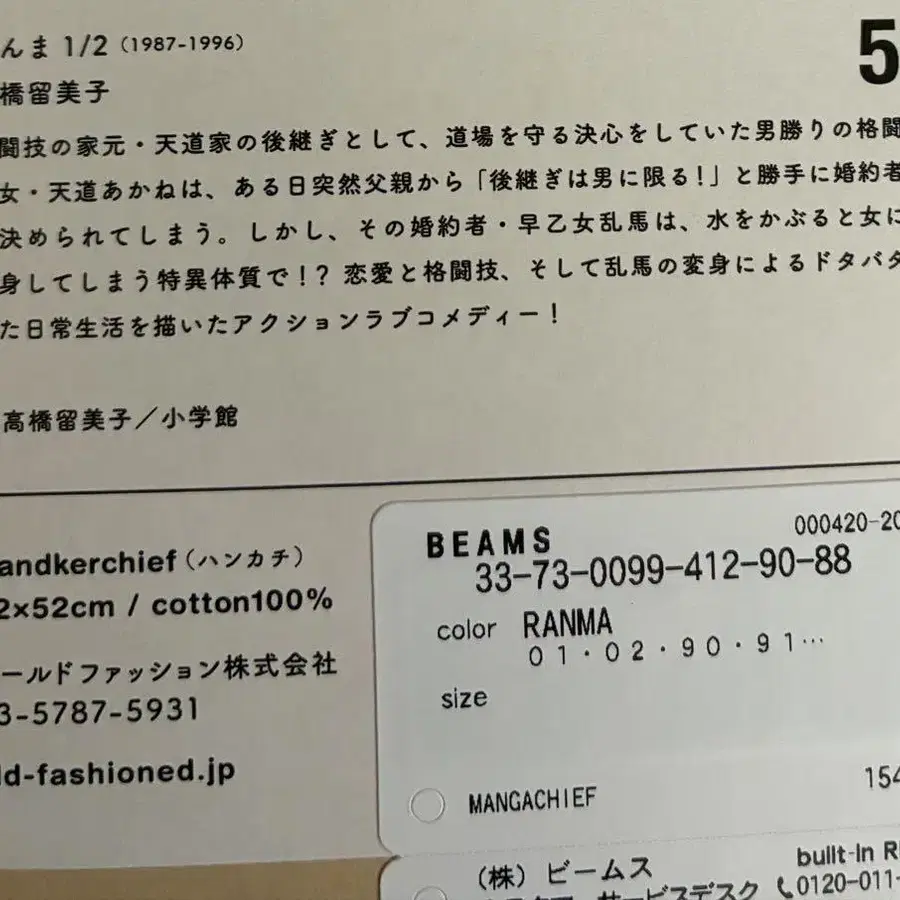 んま 1/2（1987-1996）
5
橋留美子
闘技の家元・天道家の後継ぎとして、道場を守る決心をしていた男勝りの格闘
女・天道あかねは、ある日突然父親から「後継ぎは男に限る！」と勝手に婚約者
決められてしまう。しかし、その婚約者・早乙女乱馬は、水をかぶると女に
身してしまう特異体質で！？ 恋愛と格闘技、そして乱馬の変身によるドタバタ
た日常生活を描いたアクションラブコメディー！
高橋留美子／小学館
andkerchief（ハンカチ）
2×52cm / cotton100%
ールドファッション株式会社
3-5787-5931
ld-fashioned.jp
BEAMS
000420-20
33-73-0099-412-90-88
color RANMA
01・02・90・91…
size
MANGACHIEF
154
（株）ビームス
built-in R
サービスデスク
0120-011-